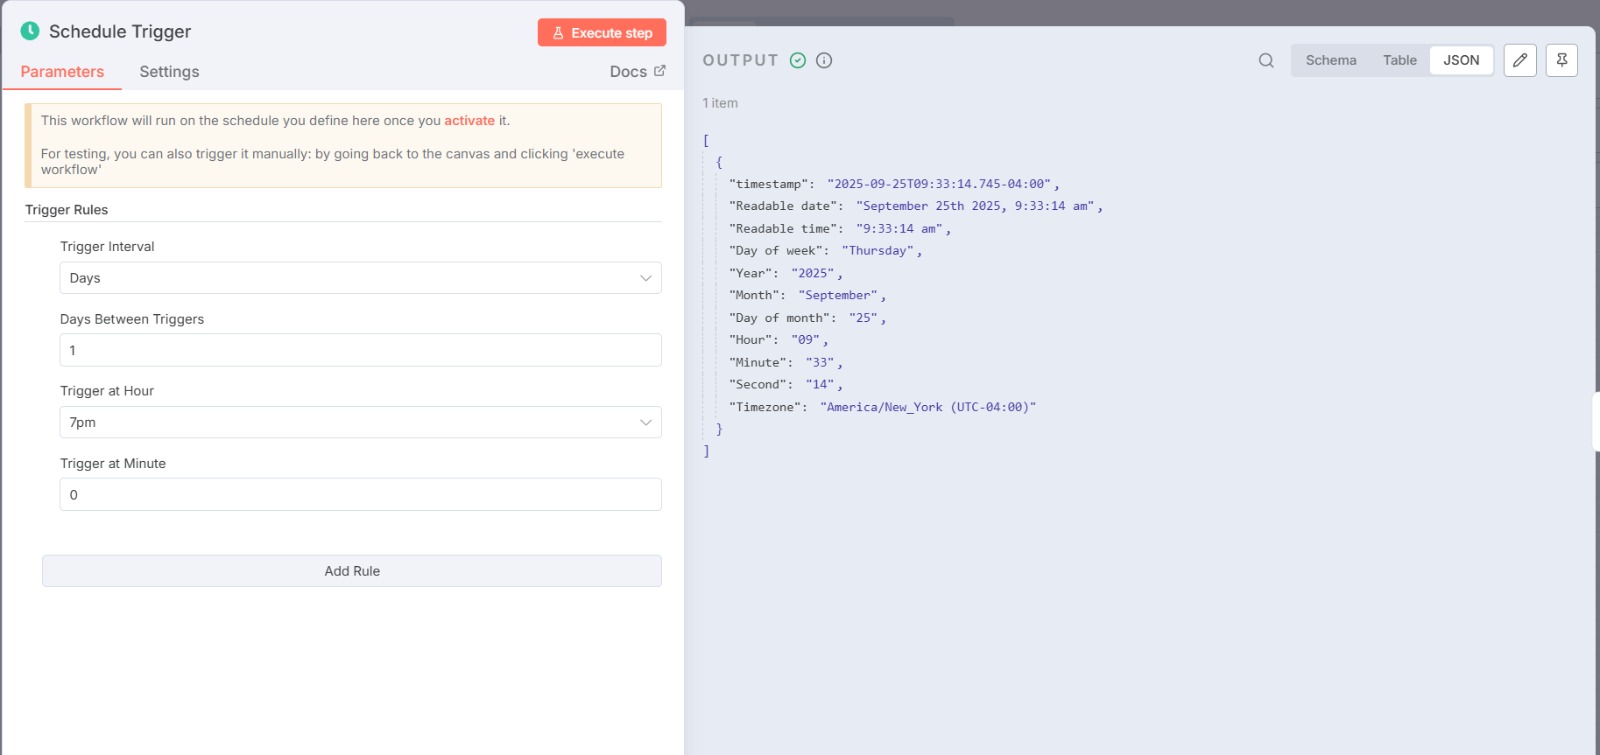 Schedule Trigger
Execute step
Parameters
Settings
Docs
This workflow will run on the schedule you define here once you activate it.
For testing, you can also trigger it manually: by going back to the canvas and clicking 'execute
workflow'
Trigger Rules
Trigger Interval
Days
Days Between Triggers
1
Trigger at Hour
7pm
Trigger at Minute
0
Add Rule
OUTPUT
Schema
Table
JSON
1 item
[
{
"timestamp": "2025-09-25T09:33:14.745-04:00",
"Readable date": "September 25th 2025, 9:33:14 am",
"Readable time": "9:33:14 am",
"Day of week": "Thursday",
"Year": "2025",
"Month": "September",
"Day of month": "25",
"Hour": "09",
"Minute": "33",
"Second": "14",
"Timezone": "America/New_York (UTC-04:00)"
}
]